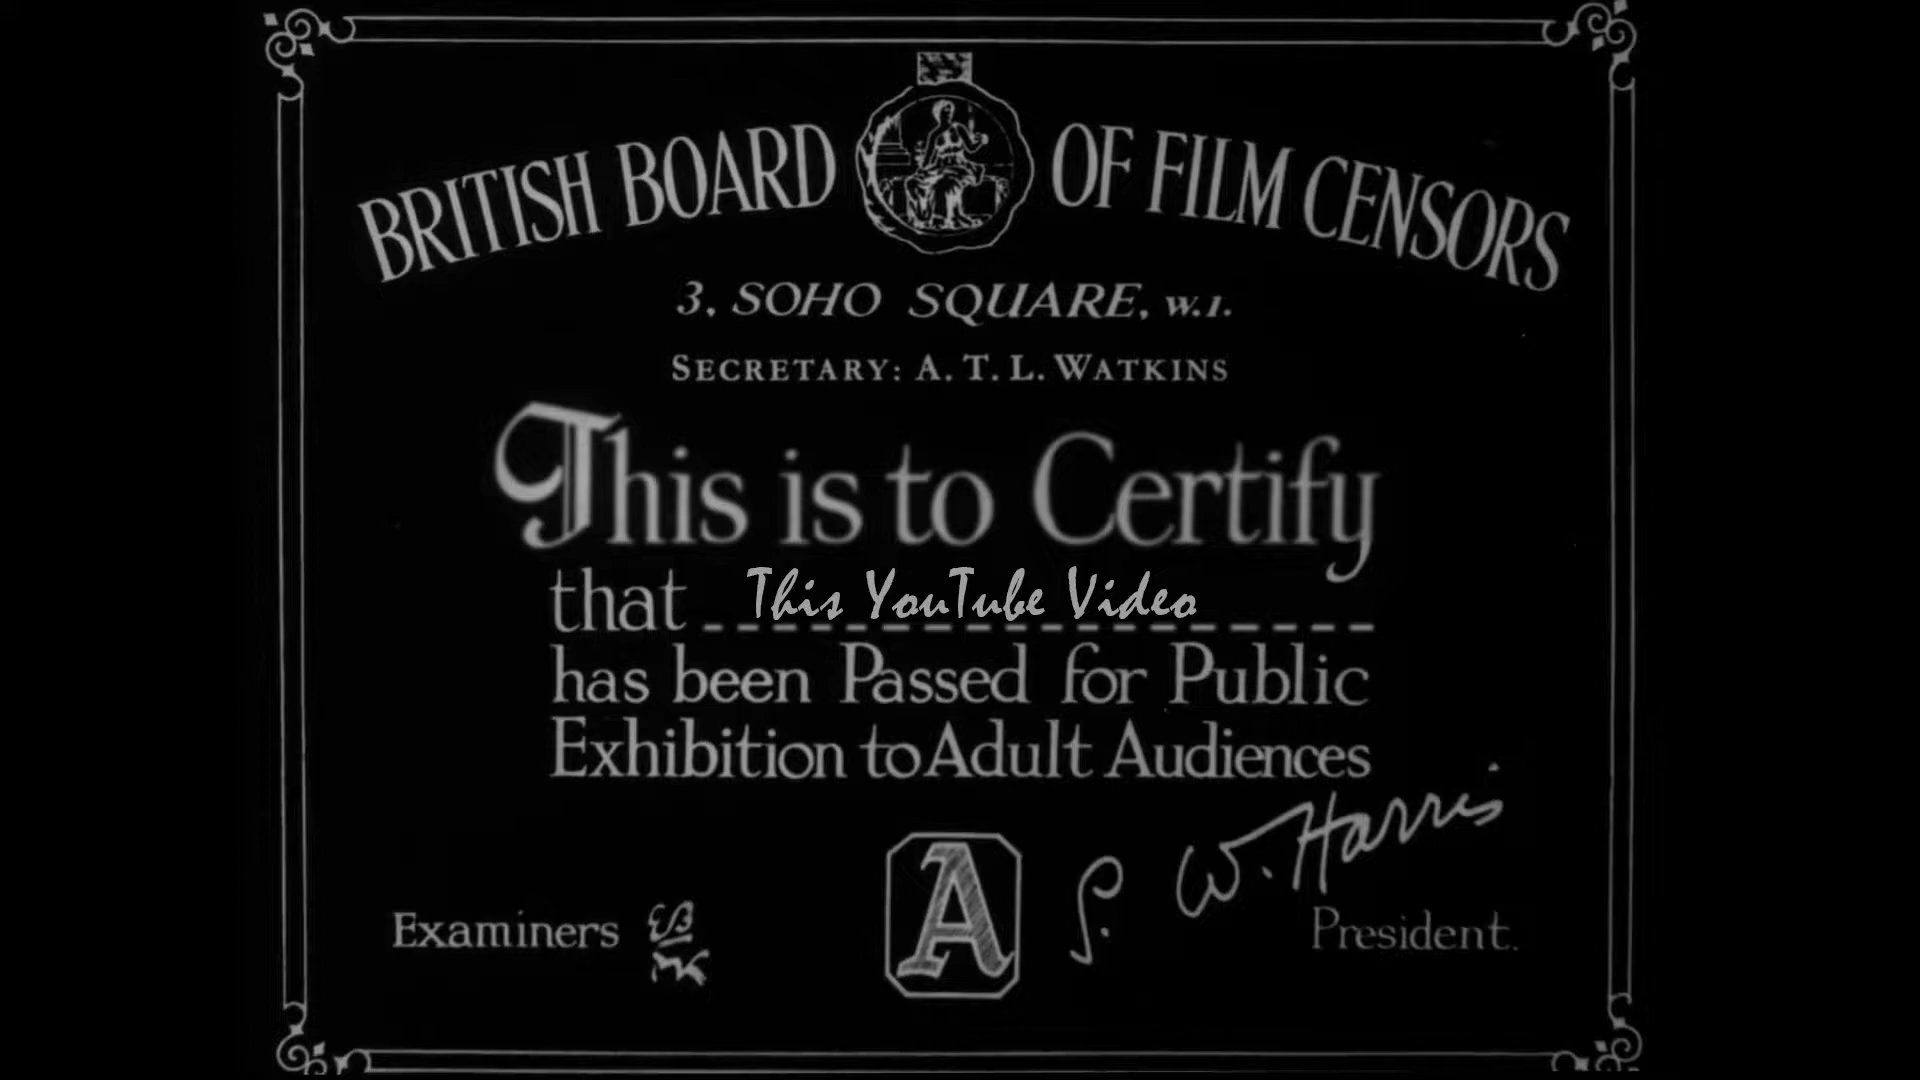 BRITISH BOARD OF FILM CENSORS
3, SOHO SQUARE, W.1.
SECRETARY: A. T. L. WATKINS
This is to Certify
that This YouTube Video
has been Passed for Public
Exhibition to Adult Audiences
S. W. Harris
Examiners
A
President.